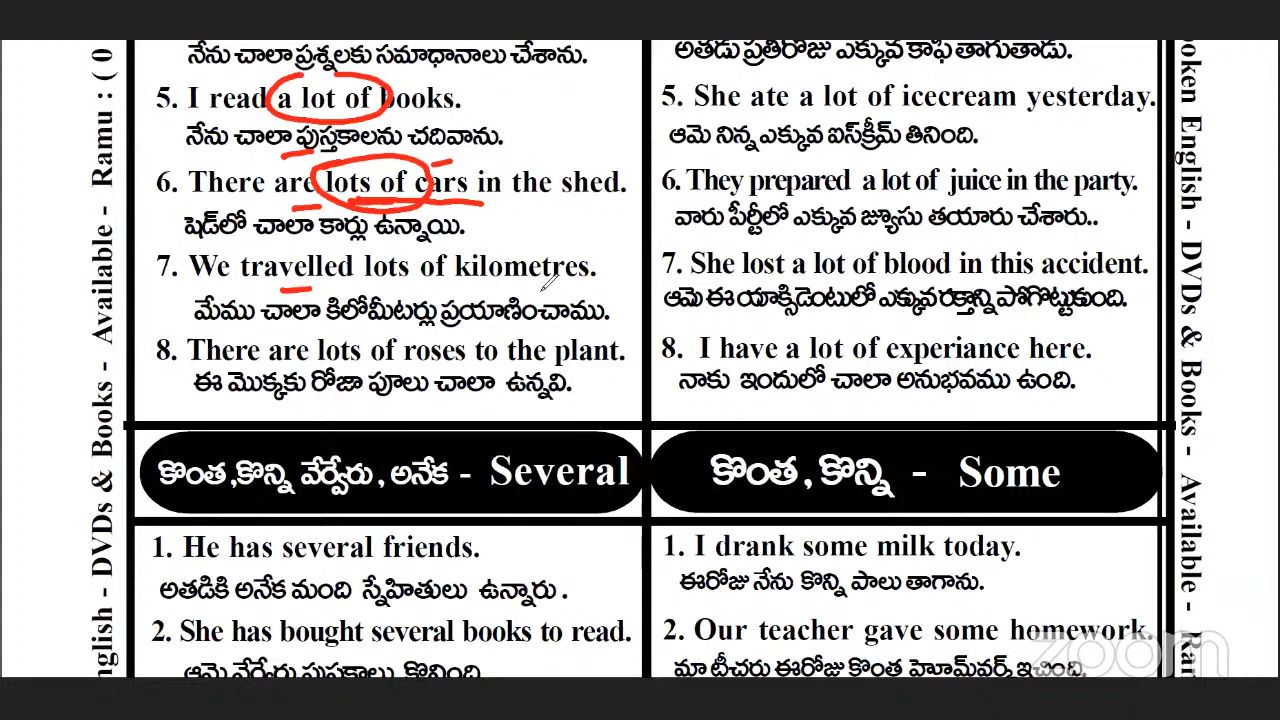 నేను చాలా ప్రశ్నలకు సమాధానాలు చేశాను.
5. I read a lot of books.
నేను చాలా పుస్తకాలను చదివాను.
6. There are lots of cars in the shed.
షెడ్‌లో చాలా కార్లు ఉన్నాయి.
7. We travelled lots of kilometres.
మేము చాలా కిలోమీటర్లు ప్రయాణించాము.
8. There are lots of roses to the plant.
ఈ మొక్కకు రోజా పూలు చాలా ఉన్నవి.
కొంత,కొన్ని వేర్వేరు, అనేక - Several
1. He has several friends.
అతడికి అనేక మంది స్నేహితులు ఉన్నారు.
2. She has bought several books to read.
ఆమె వేర్వేరు పుస్తకాలు కొనింది.
అతడు ప్రతిరోజు ఎక్కువ కాఫీ తాగుతాడు.
5. She ate a lot of icecream yesterday.
ఆమె నిన్న ఎక్కువ ఐస్‌క్రీమ్ తినింది.
6. They prepared a lot of juice in the party.
వారు పీర్టీలో ఎక్కువ జ్యూసు తయారు చేశారు..
7. She lost a lot of blood in this accident.
ఆమె ఈ యాక్సిడెంటులో ఎక్కువ రక్తాన్ని పోగొట్టుకుంది.
8. I have a lot of experiance here.
నాకు ఇందులో చాలా అనుభవము ఉంది.
కొంత, కొన్ని - Some
1. I drank some milk today.
ఈరోజు నేను కొన్ని పాలు తాగాను.
2. Our teacher gave some homework.
మా టీచరు ఈరోజు కొంత హెూమ్‌వర్క్ ఇచ్చింది.
nglish - DVDs & Books - Available - Ramu : ( 0
oken English - DVDs & Books - Available - Ran
zoom